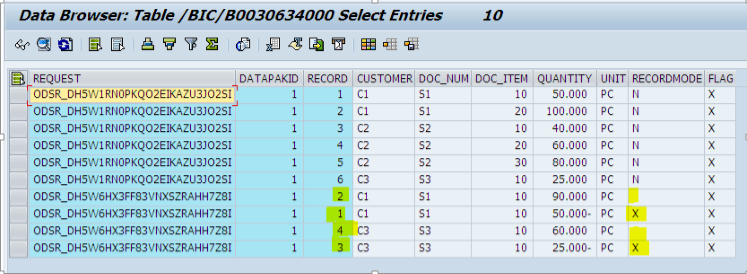 Data Browser: Table /BIC/B0030634000 Select Entries 10
REQUEST DATAPAKID RECORD CUSTOMER DOC_NUM DOC_ITEM QUANTITY UNIT RECORDMODE FLAG
ODSR_DH5W1RN0PKQO2EIKAZU3JO2SI 1 1 C1 S1 10 50.000 PC N X
ODSR_DH5W1RN0PKQO2EIKAZU3JO2SI 1 2 C1 S1 20 100.000 PC N X
ODSR_DH5W1RN0PKQO2EIKAZU3JO2SI 1 3 C2 S2 10 40.000 PC N X
ODSR_DH5W1RN0PKQO2EIKAZU3JO2SI 1 4 C2 S2 20 60.000 PC N X
ODSR_DH5W1RN0PKQO2EIKAZU3JO2SI 1 5 C2 S2 30 80.000 PC N X
ODSR_DH5W1RN0PKQO2EIKAZU3JO2SI 1 6 C3 S3 10 25.000 PC N X
ODSR_DH5W6HX3FF83VNXSZRAHH7Z8I 1 2 C1 S1 10 90.000 PC X
ODSR_DH5W6HX3FF83VNXSZRAHH7Z8I 1 1 C1 S1 10 50.000- PC X X
ODSR_DH5W6HX3FF83VNXSZRAHH7Z8I 1 4 C3 S3 10 60.000 PC X
ODSR_DH5W6HX3FF83VNXSZRAHH7Z8I 1 3 C3 S3 10 25.000- PC X X